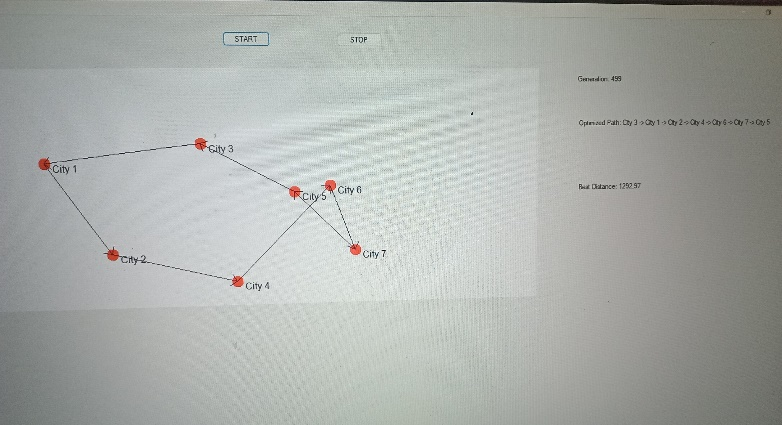 START
STOP
Generation: 499
Optimized Path: City 3 -> City 1 -> City 2 -> City 4 -> City 6 -> City 7 -> City 5
City 3
City 1
City 6
City 5
City 7
City 2
City 4
Best Distance: 1292.97